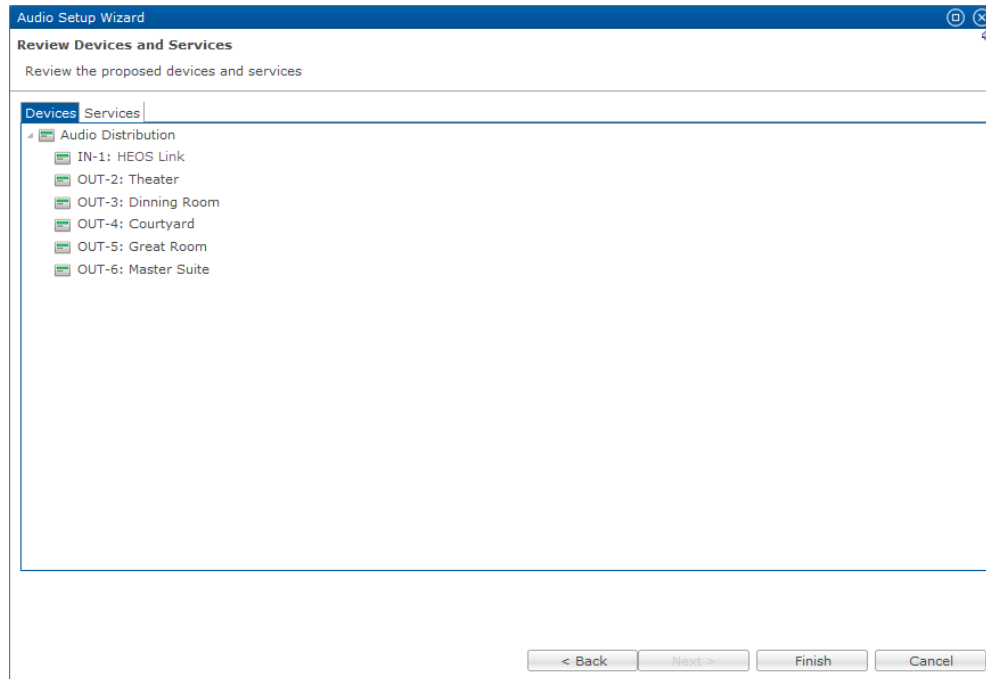 Audio Setup Wizard
Review Devices and Services
Review the proposed devices and services
Devices Services
Audio Distribution
IN-1: HEOS Link
OUT-2: Theater
OUT-3: Dinning Room
OUT-4: Courtyard
OUT-5: Great Room
OUT-6: Master Suite
< Back Next > Finish Cancel